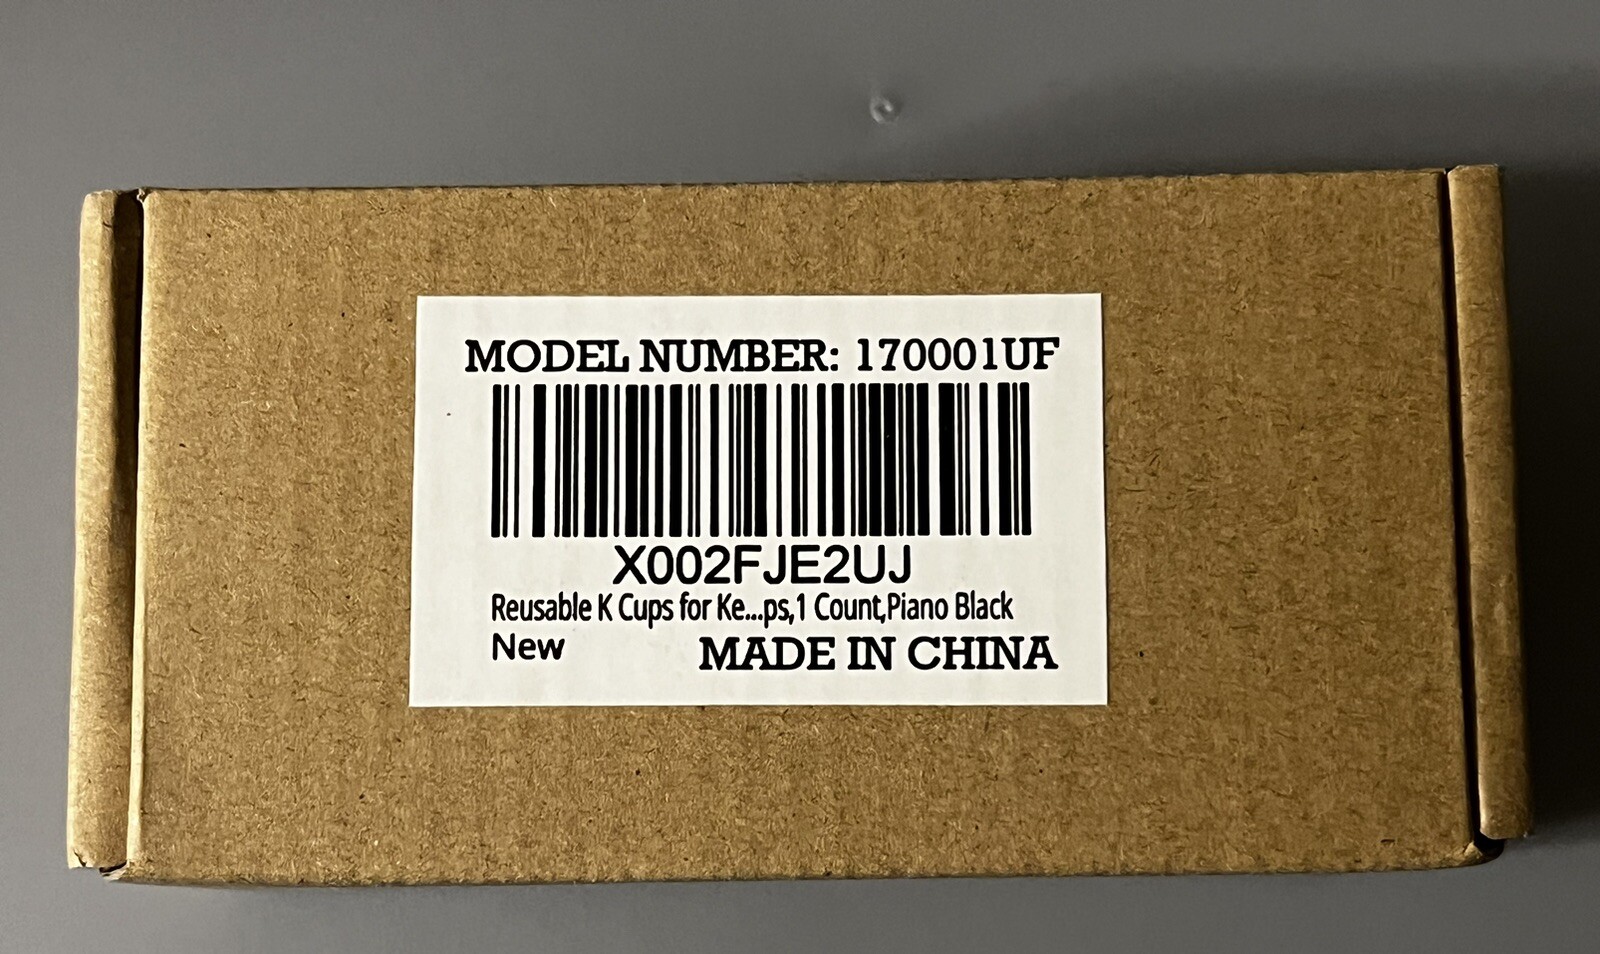 MODEL NUMBER: 170001UF
X002FJE2UJ
Reusable K Cups for Ke...ps,1 Count,Piano Black
New
MADE IN CHINA